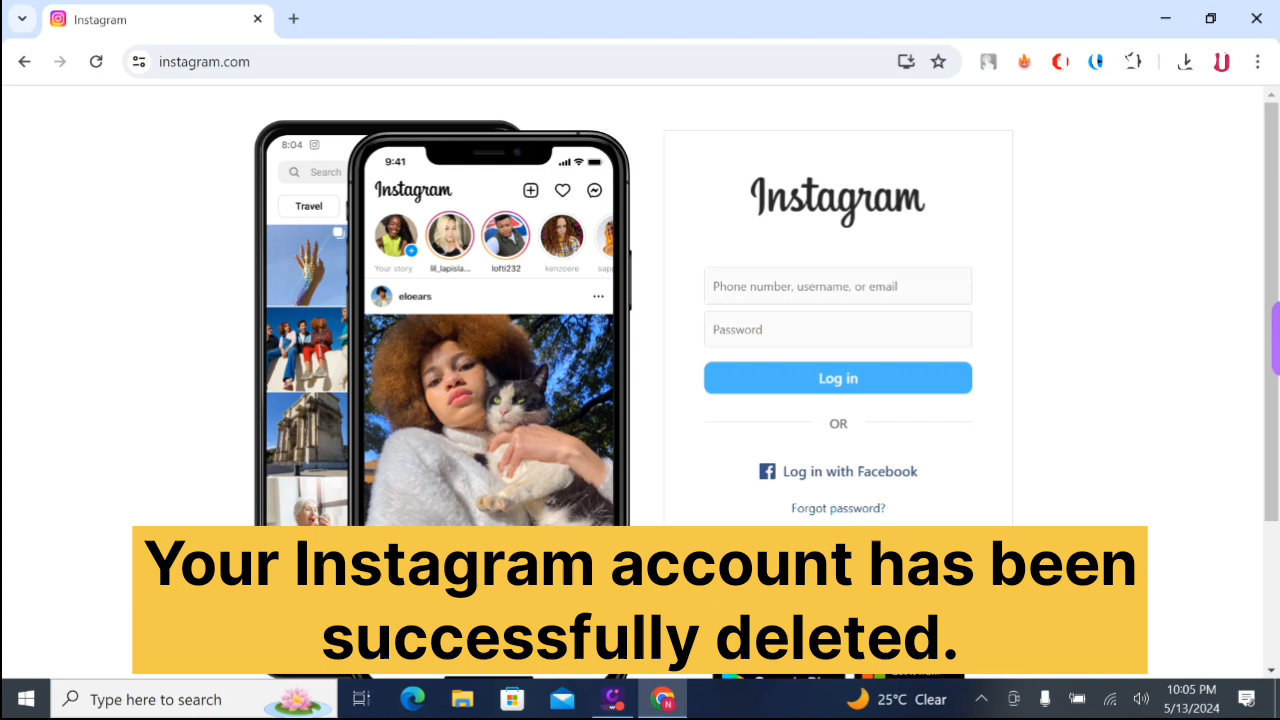 Instagram
instagram.com
8:04
Search
Travel
9:41
Instagram
Your story
lil_lapisla...
lofti232
kenzoere
eloears
Instagram
Phone number, username, or email
Password
Log in
OR
Log in with Facebook
Forgot password?
Your Instagram account has been
successfully deleted.
Type here to search
25°C Clear
10:05 PM
5/13/2024